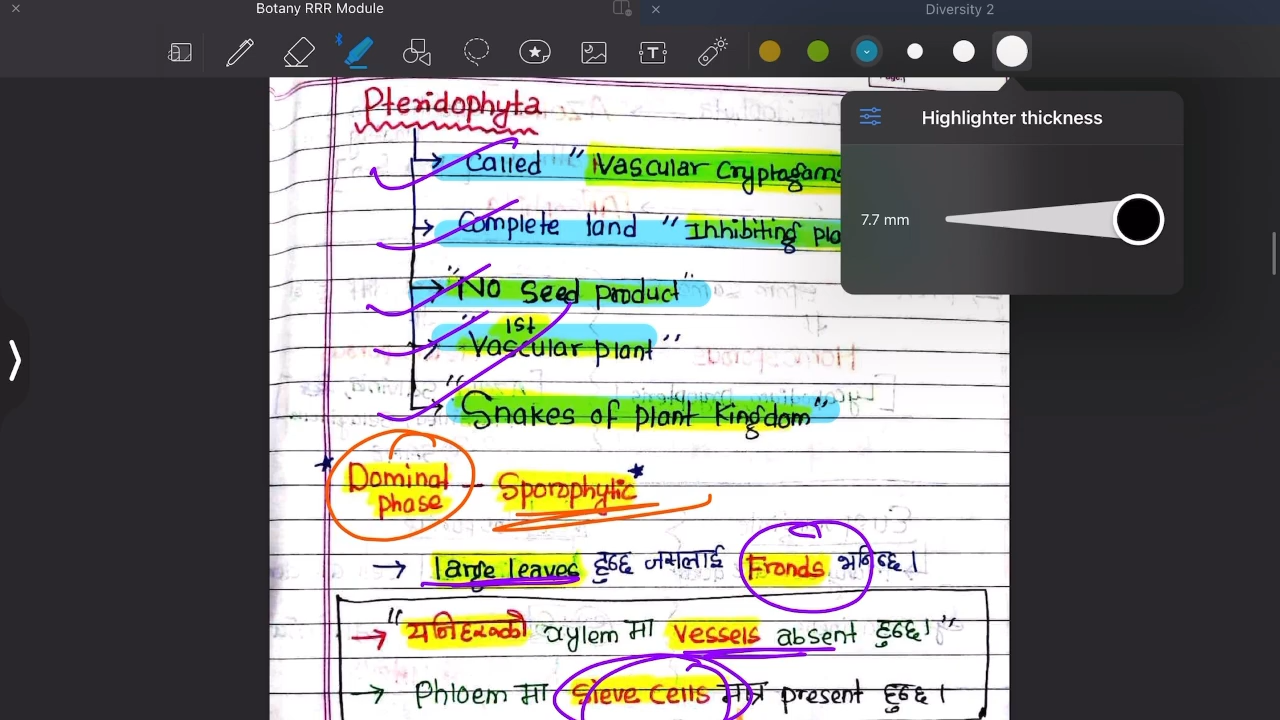 Botany RRR Module
Diversity 2
Highlighter thickness
7.7 mm
Pteridophyta
→ Called "Vascular Cryptogams
→ Complete land "Inhibiting pla
→ "No Seed product"
→ "1st Vascular plant"
→ "Snakes of plant Kingdom"
Dominal phase - Sporophytic
→ large leaves हुन्छ जसलाई Fronds भनिन्छ।
→ "यनिहरूको xylem मा vessels absent हुन्छ।"
→ Phloem मा Sieve Cells मात्र present हुन्छ।